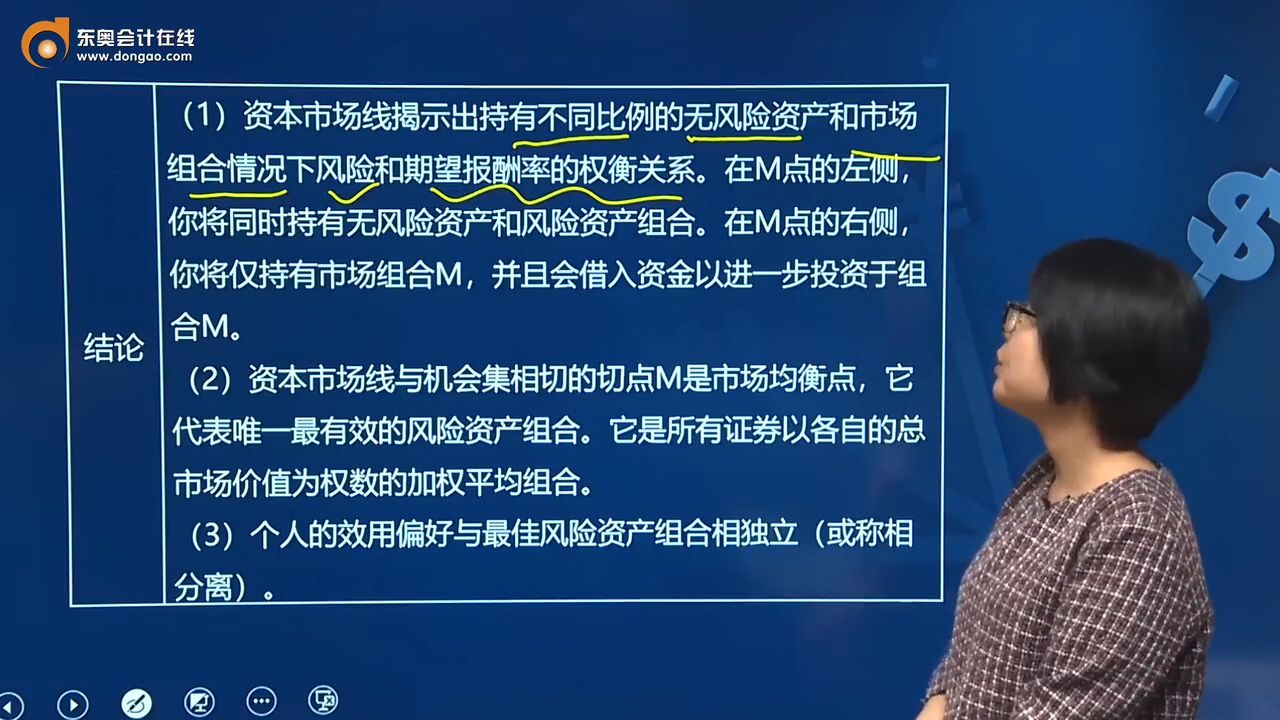 东奥会计在线
www.dongao.com
（1）资本市场线揭示出持有不同比例的无风险资产和市场
组合情况下风险和期望报酬率的权衡关系。在M点的左侧，
你将同时持有无风险资产和风险资产组合。在M点的右侧，
你将仅持有市场组合M，并且会借入资金以进一步投资于组
合M。
结论
（2）资本市场线与机会集相切的切点M是市场均衡点，它
代表唯一最有效的风险资产组合。它是所有证券以各自的总
市场价值为权数的加权平均组合。
（3）个人的效用偏好与最佳风险资产组合相独立（或称相
分离）。